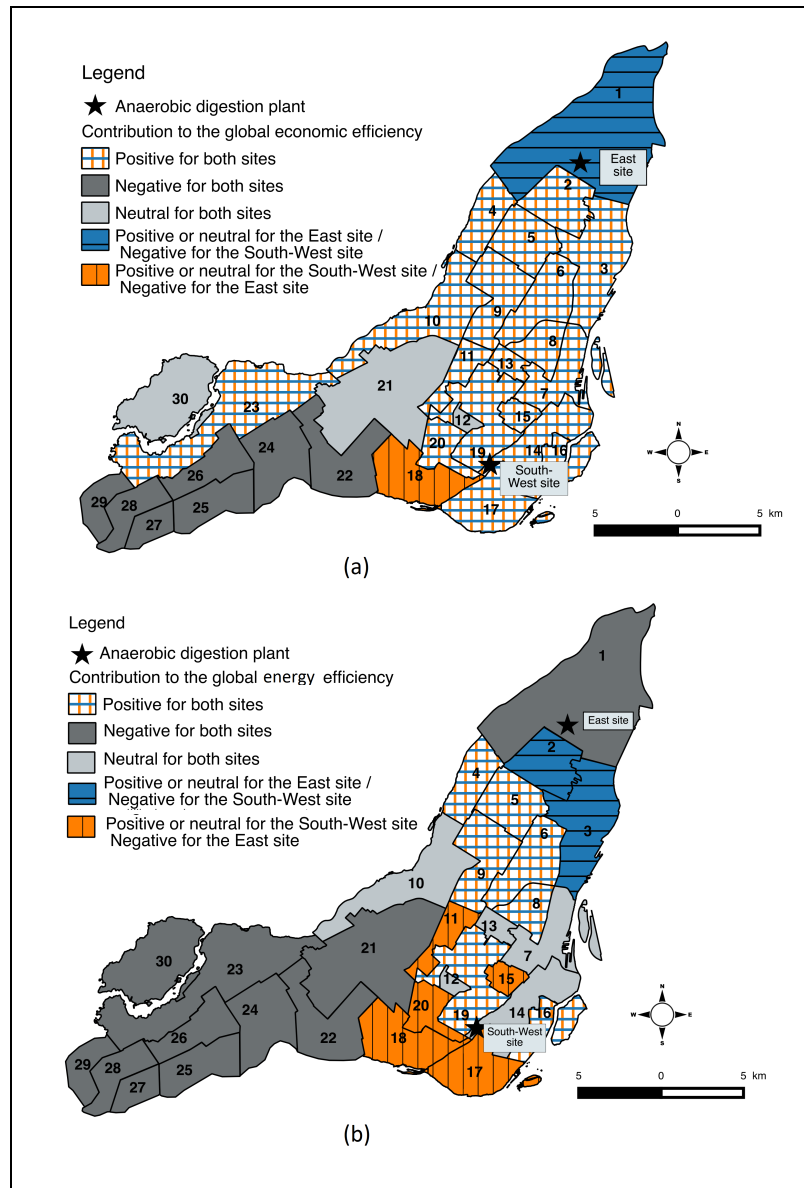 Legend
Anaerobic digestion plant
Contribution to the global economic efficiency
Positive for both sites
Negative for both sites
Neutral for both sites
Positive or neutral for the East site /
Negative for the South-West site
Positive or neutral for the South-West site /
Negative for the East site
1
East
site
2
4
5
6
3
10
9
8
11
13
21
7
30
23
12
15
20
24
19
14
16
26
22
18
South-
West site
29
28
25
17
27
N
W
E
S
5
0
5 km
(a)
Legend
Anaerobic digestion plant
Contribution to the global energy efficiency
Positive for both sites
Negative for both sites
Neutral for both sites
Positive or neutral for the East site /
Negative for the South-West site
Positive or neutral for the South-West site
Negative for the East site
1
East site
2
4
5
6
3
9
10
8
11
13
21
7
30
23
12
15
20
24
19
14
16
26
22
18
South-West
site
29
28
25
17
27
N
W
E
S
5
0
5 km
(b)